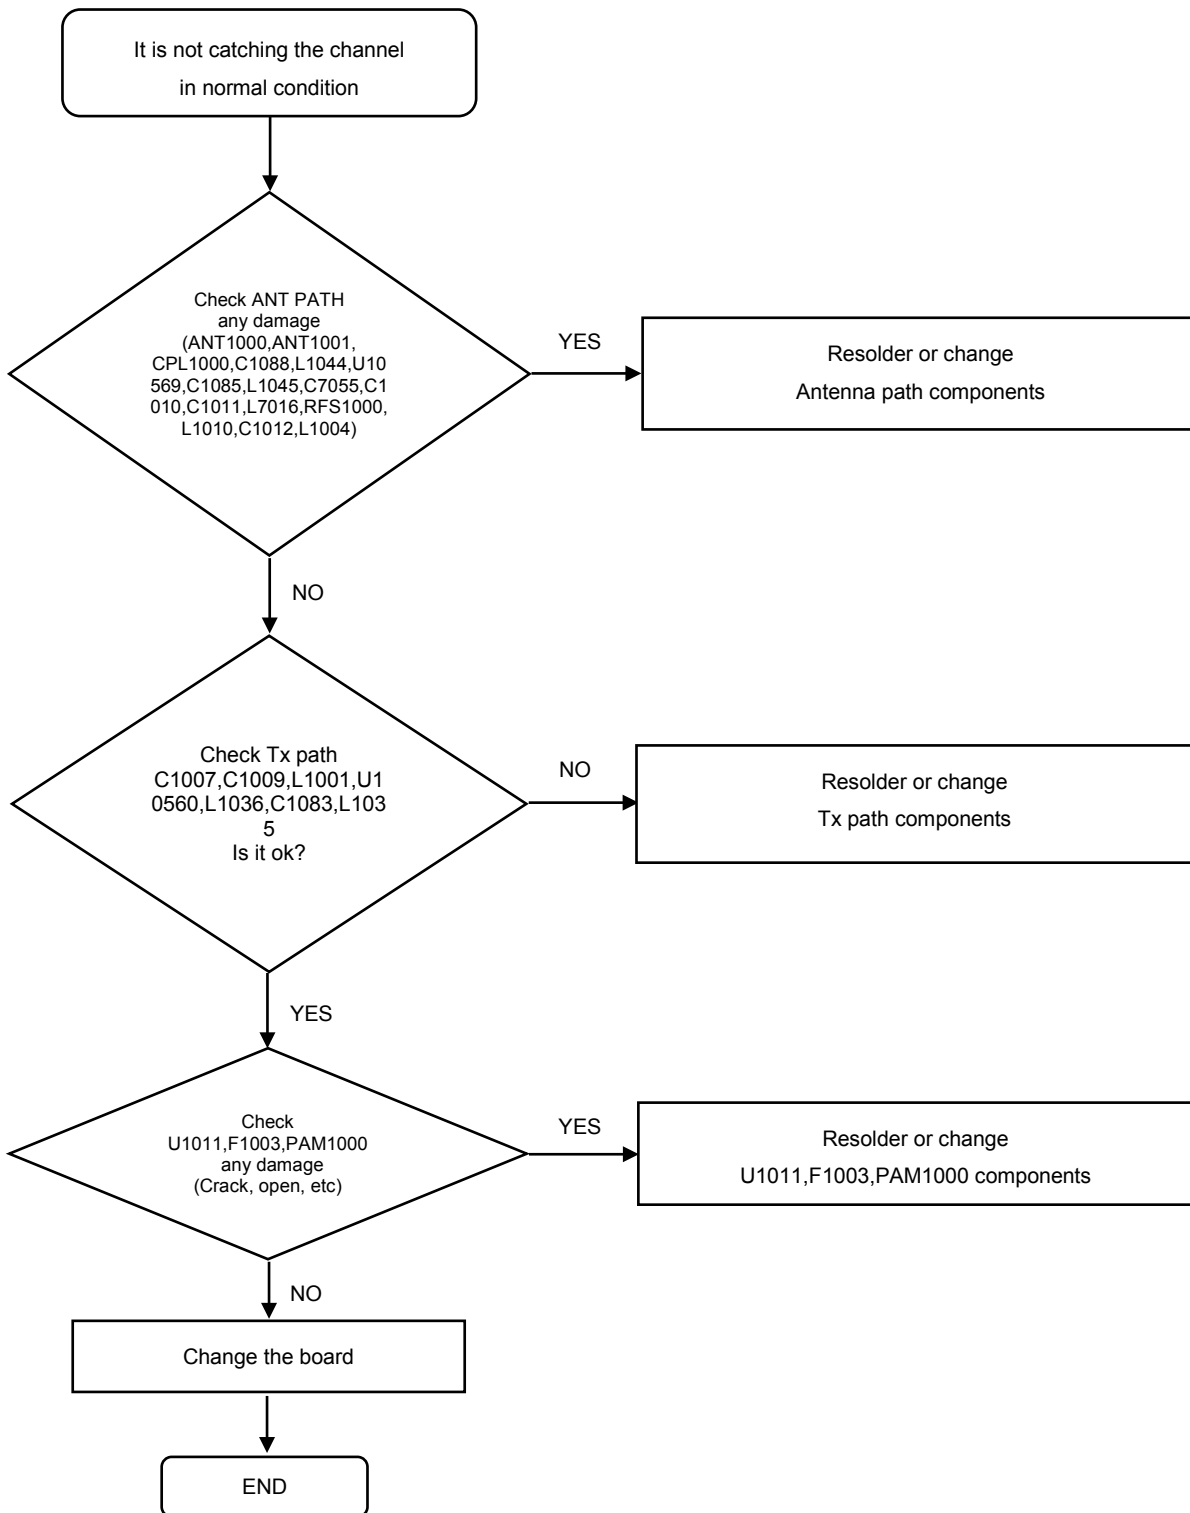 It is not catching the channel
in normal condition
Check ANT PATH
any damage
(ANT1000,ANT1001,
CPL1000,C1088,L1044,U10
569,C1085,L1045,C7055,C1
010,C1011,L7016,RFS1000,
L1010,C1012,L1004)
YES
Resolder or change
Antenna path components
NO
Check Tx path
C1007,C1009,L1001,U1
0560,L1036,C1083,L103
5
Is it ok?
NO
Resolder or change
Tx path components
YES
Check
U1011,F1003,PAM1000
any damage
(Crack, open, etc)
YES
Resolder or change
U1011,F1003,PAM1000 components
NO
Change the board
END